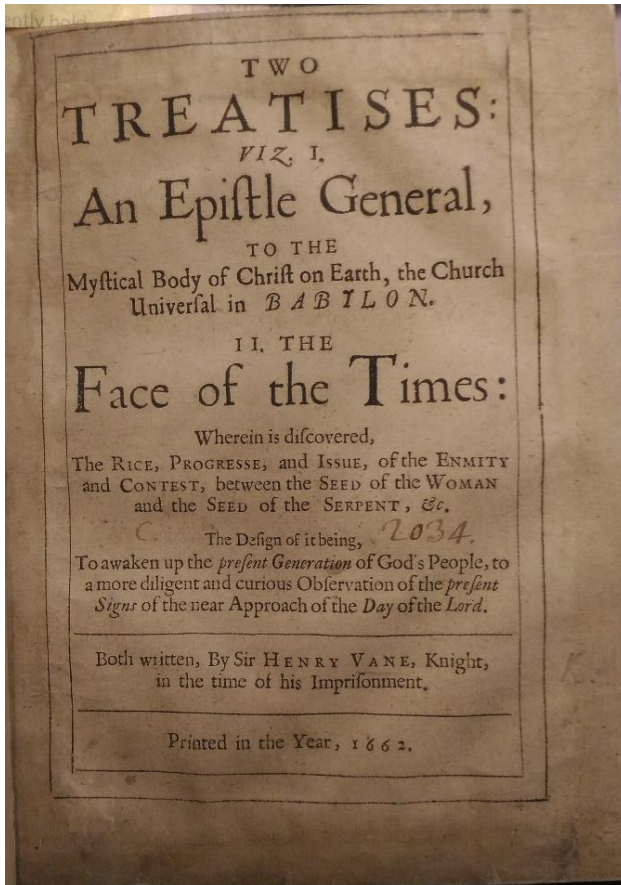 ently hold
TWO
TREATISES:
VIZ. I.
An Epiſtle General,
TO THE
Myſtical Body of Chriſt on Earth, the Church
Univerſal in BABYLON.
II. THE
Face of the Times:
Wherein is diſcovered,
The RICE, PROGRESSE, and ISSUE, of the ENMITY
and CONTEST, between the SEED of the WOMAN
and the SEED of the SERPENT, &c.
C 2034.
The Deſign of it being,
To awaken up the preſent Generation of God's People, to
a more diligent and curious Obſervation of the preſent
Signs of the near Approach of the Day of the Lord.
Both written, By Sir HENRY VANE, Knight,
in the time of his Impriſonment.
Printed in the Year, 1662.
K